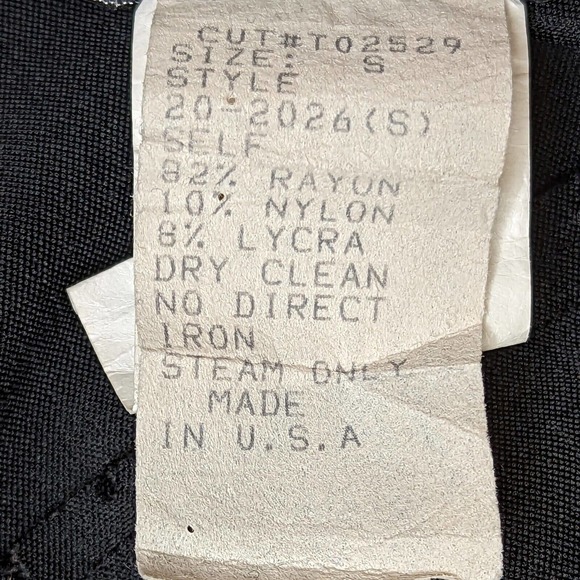 CUT#T02529
SIZE: S
STYLE
20-2026(S)
SELF
82% RAYON
10% NYLON
8% LYCRA
DRY CLEAN
NO DIRECT
IRON
STEAM ONLY
MADE
IN U.S.A